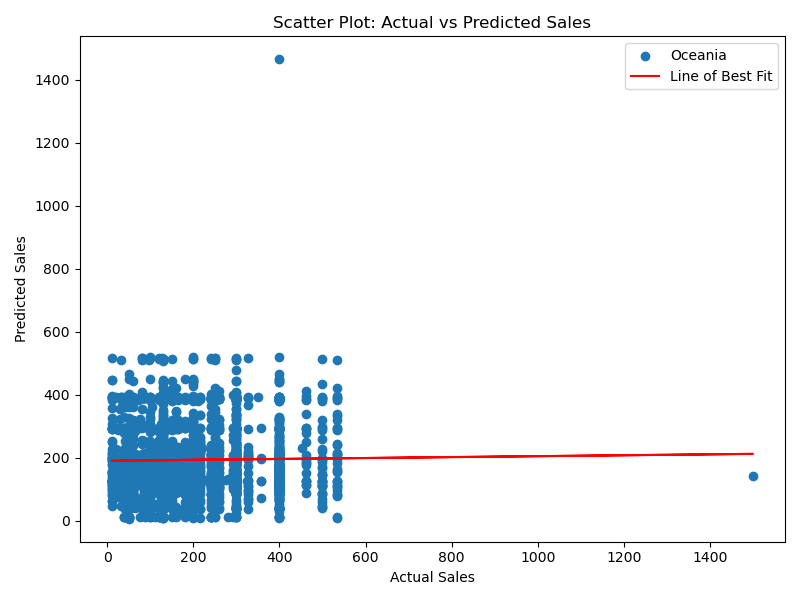 Scatter Plot: Actual vs Predicted Sales
Oceania
Line of Best Fit
Predicted Sales
1400
1200
1000
800
600
400
200
0
0 200 400 600 800 1000 1200 1400
Actual Sales